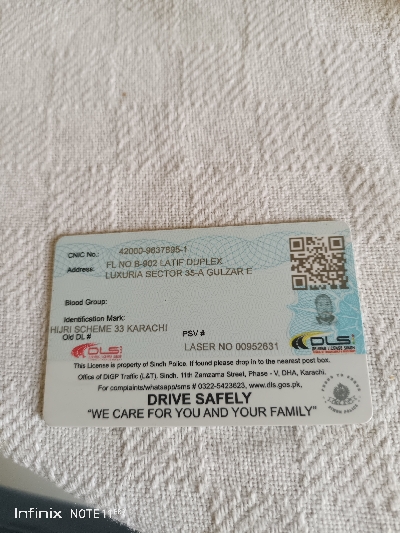 CNIC No. 42000-9637895-1
Address: FL NO B-902 LATIF DUPLEX
LUXURIA SECTOR 35-A GULZAR E
Blood Group:
Identification Mark:
HIJRI SCHEME 33 KARACHI
Old DL # PSV #
DLS LASER NO 00952631 DLS
This License is property of Sindh Police. If found please drop in to the nearest post box.
Office of DIGP Traffic (L&T), Sindh, 11th Zamzama Street, Phase - V, DHA, Karachi.
For complaints/whatsapp/sms # 0322-5423623, www.dls.gos.pk,
DRIVE SAFELY
"WE CARE FOR YOU AND YOUR FAMILY"
SINDH POLICE
Infinix NOTE 11